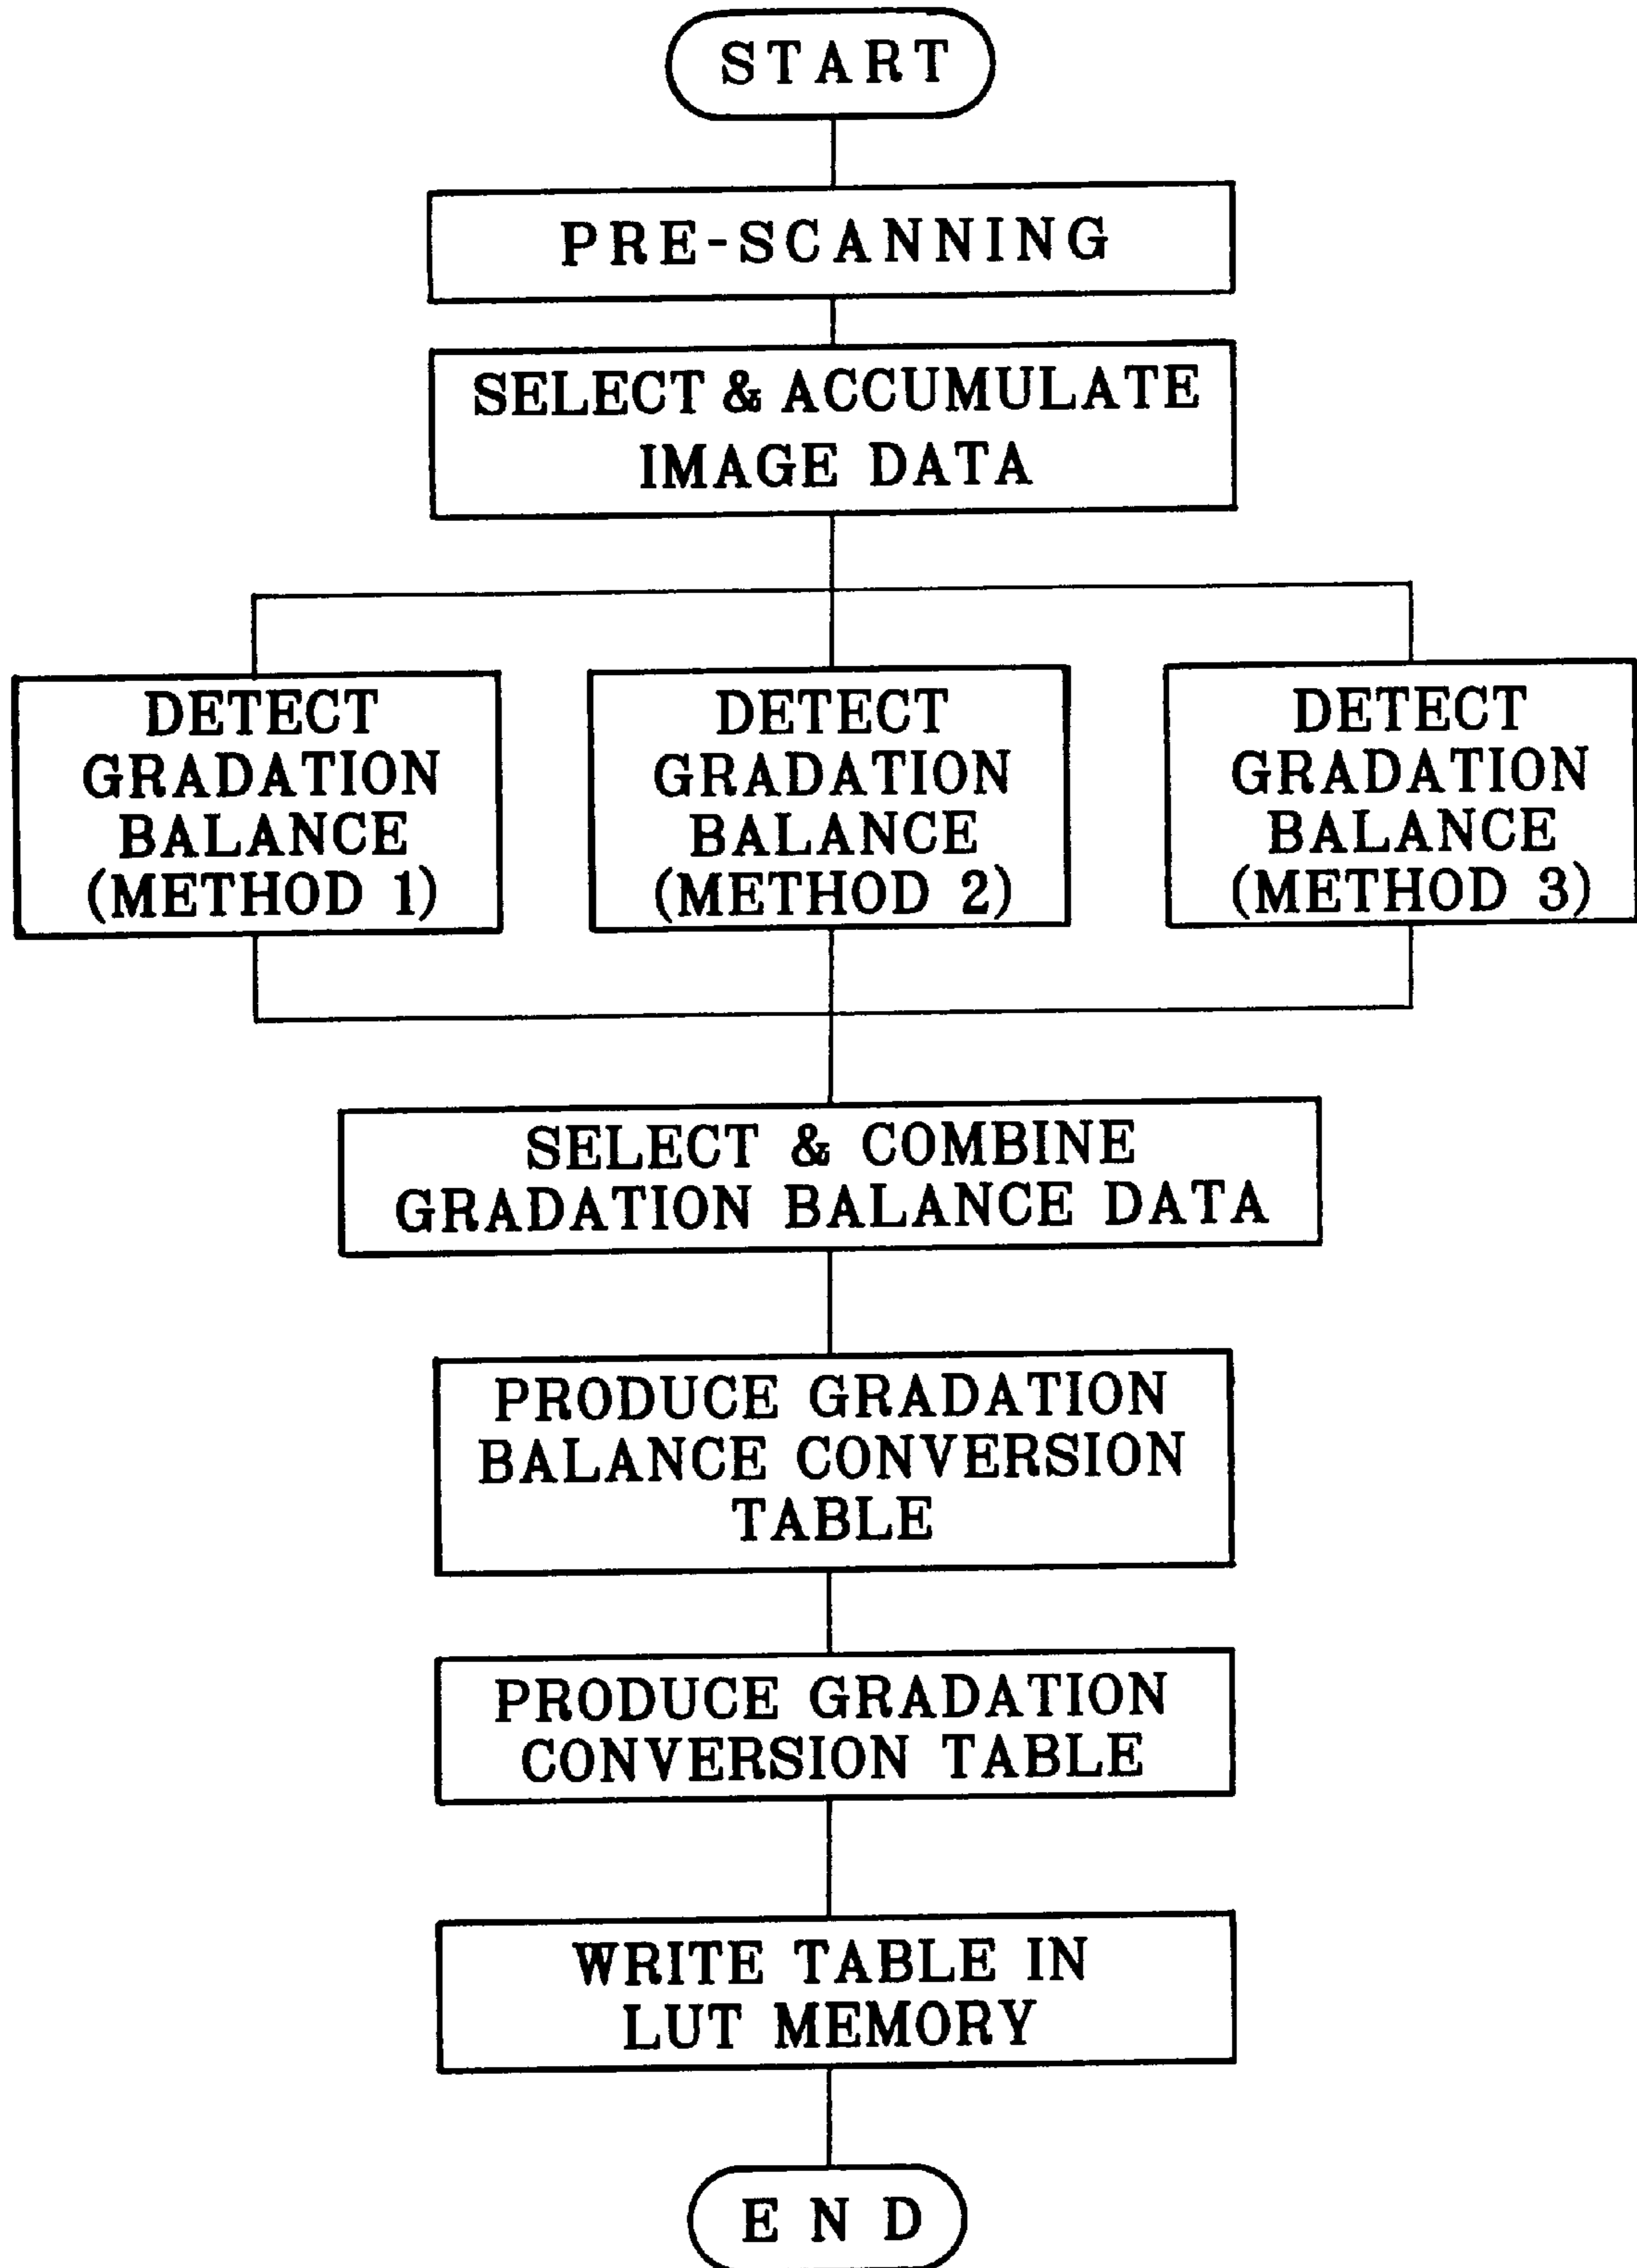 START
PRE-SCANNING
SELECT & ACCUMULATE
IMAGE DATA
DETECT
GRADATION
BALANCE
(METHOD 1)
DETECT
GRADATION
BALANCE
(METHOD 2)
DETECT
GRADATION
BALANCE
(METHOD 3)
SELECT & COMBINE
GRADATION BALANCE DATA
PRODUCE GRADATION
BALANCE CONVERSION
TABLE
PRODUCE GRADATION
CONVERSION TABLE
WRITE TABLE IN
LUT MEMORY
END